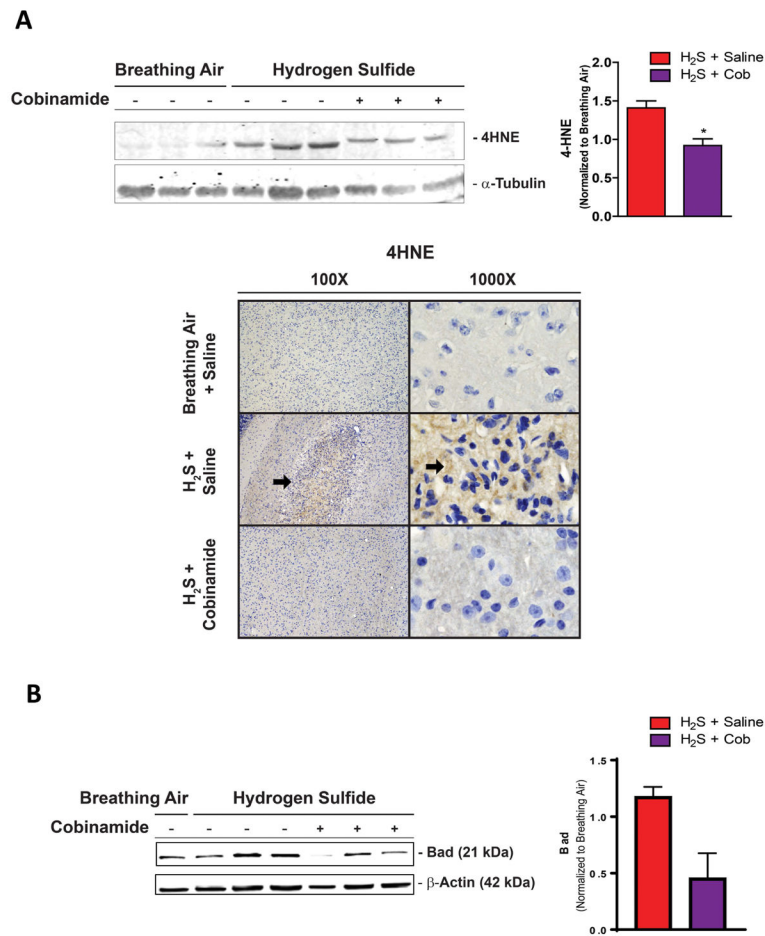 A
Breathing Air Hydrogen Sulfide
Cobinamide - - - - - - + + +
- 4HNE
- α-Tubulin
H₂S + Saline
H₂S + Cob
4-HNE
(Normalized to Breathing Air)
2.0
1.5
1.0
0.5
0.0
*
4HNE
100X 1000X
Breathing Air
+ Saline
H₂S +
Saline
H₂S +
Cobinamide
B
Breathing Air Hydrogen Sulfide
Cobinamide - - - - + + +
- Bad (21 kDa)
- β-Actin (42 kDa)
H₂S + Saline
H₂S + Cob
Bad
(Normalized to Breathing Air)
1.5
1.0
0.5
0.0